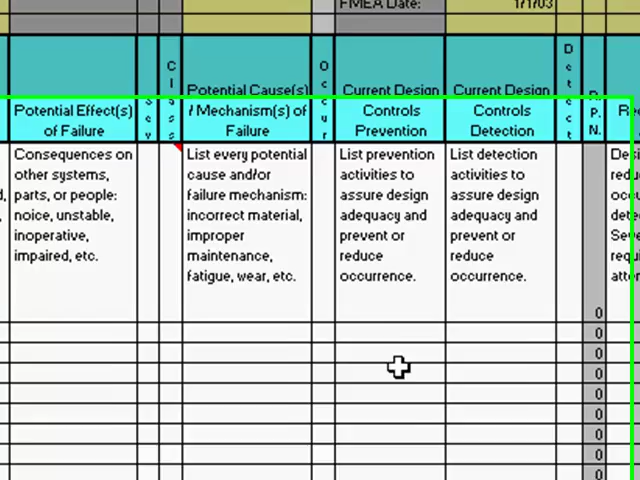 FMEA Date: 1/1/03
Potential Effect(s)
of Failure
S
e
v
C
l
a
s
s
Potential Cause(s)
/ Mechanism(s) of
Failure
O
c
c
u
r
Current Design
Controls
Prevention
Current Design
Controls
Detection
D
e
t
e
c
t
R.
P.
N.
Consequences on
other systems,
parts, or people:
noice, unstable,
inoperative,
impaired, etc.
List every potential
cause and/or
failure mechanism:
incorrect material,
improper
maintenance,
fatigue, wear, etc.
List prevention
activities to
assure design
adequacy and
prevent or
reduce
occurrence.
List detection
activities to
assure design
adequacy and
prevent or
reduce
occurrence.
0
0
0
0
0
0
0
0
0